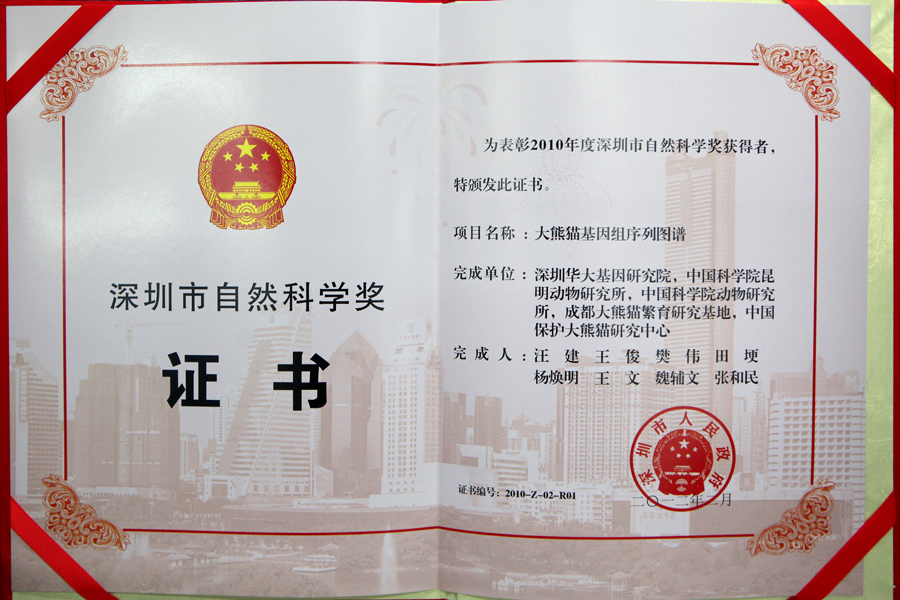 深圳市自然科学奖
证书
为表彰2010年度深圳市自然科学奖获得者，
特颁发此证书。
项目名称：大熊猫基因组序列图谱
完成单位：深圳华大基因研究院，中国科学院昆
明动物研究所，中国科学院动物研究
所，成都大熊猫繁育研究基地，中国
保护大熊猫研究中心
完成人：汪建 王俊 樊伟 田埂
杨焕明 王文 魏辅文 张和民
深圳市人民政府
证书编号：2010-Z-02-R01